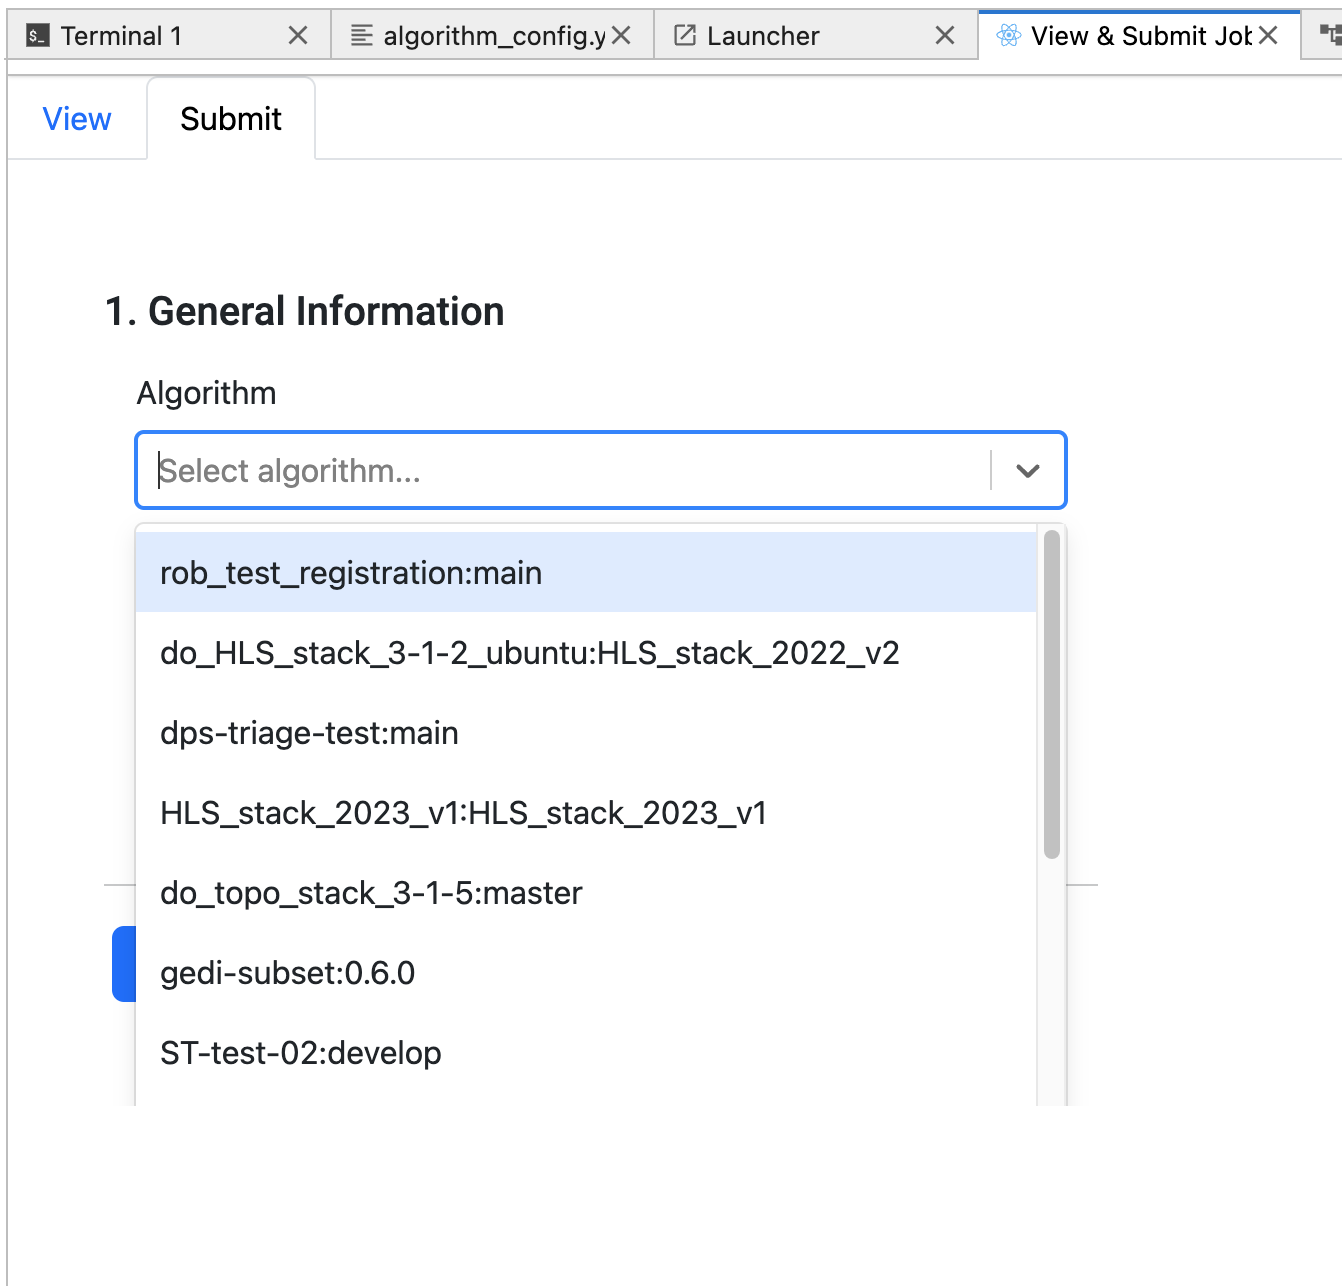 Terminal 1
algorithm_config.y
Launcher
View & Submit Job
View
Submit
1. General Information
Algorithm
Select algorithm...
rob_test_registration:main
do_HLS_stack_3-1-2_ubuntu:HLS_stack_2022_v2
dps-triage-test:main
HLS_stack_2023_v1:HLS_stack_2023_v1
do_topo_stack_3-1-5:master
gedi-subset:0.6.0
ST-test-02:develop